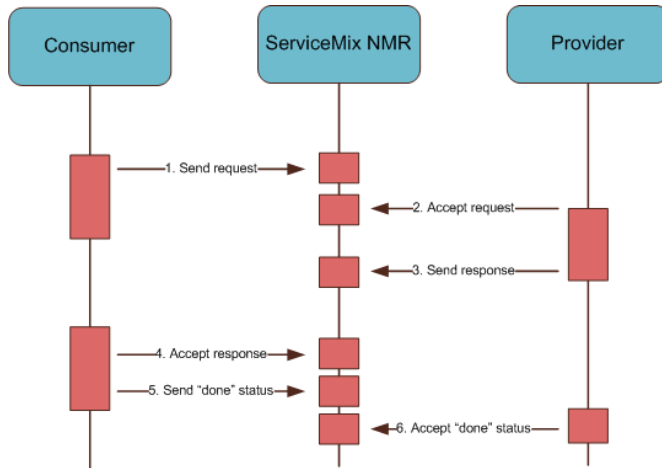 Consumer
ServiceMix NMR
Provider
1. Send request
2. Accept request
3. Send response
4. Accept response
5. Send “done” status
6. Accept “done” status